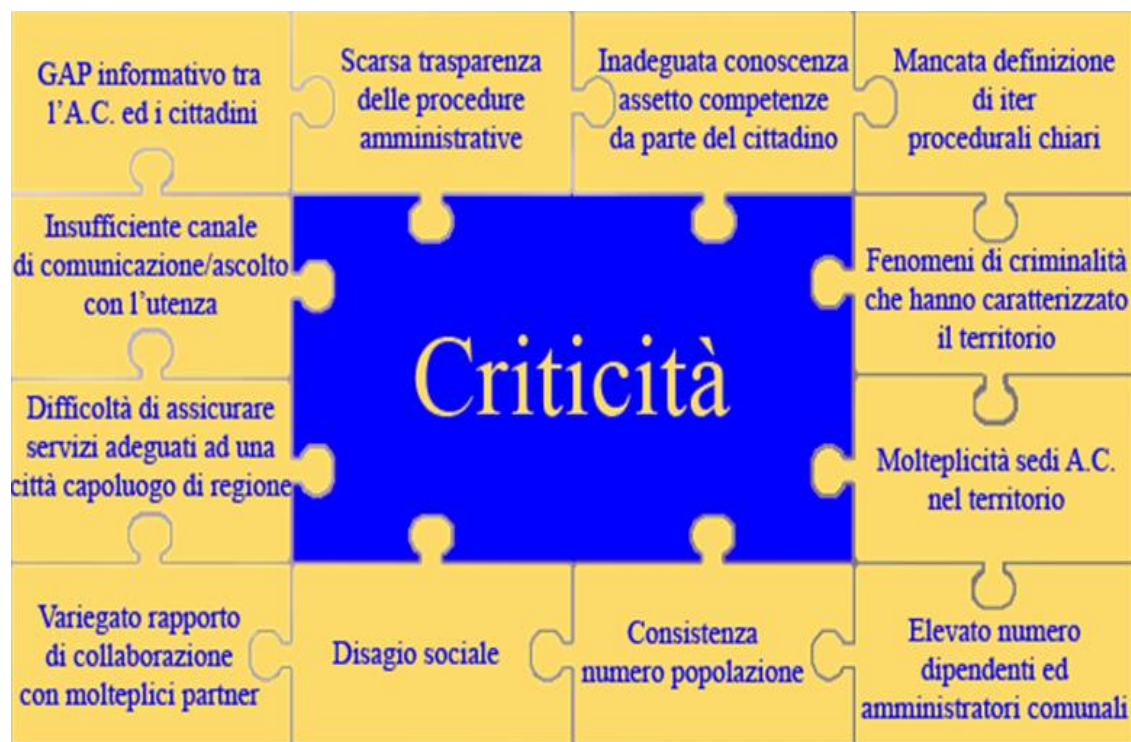 GAP informativo tra
l'A.C. ed i cittadini
Scarsa trasparenza
delle procedure
amministrative
Inadeguata conoscenza
assetto competenze
da parte del cittadino
Mancata definizione
di iter
procedurali chiari
Insufficiente canale
di comunicazione/ascolto
con l'utenza
Fenomeni di criminalità
che hanno caratterizzato
il territorio
Criticità
Difficoltà di assicurare
servizi adeguati ad una
città capoluogo di regione
Molteplicità sedi A.C.
nel territorio
Variegato rapporto
di collaborazione
con molteplici partner
Disagio sociale
Consistenza
numero popolazione
Elevato numero
dipendenti ed
amministratori comunali